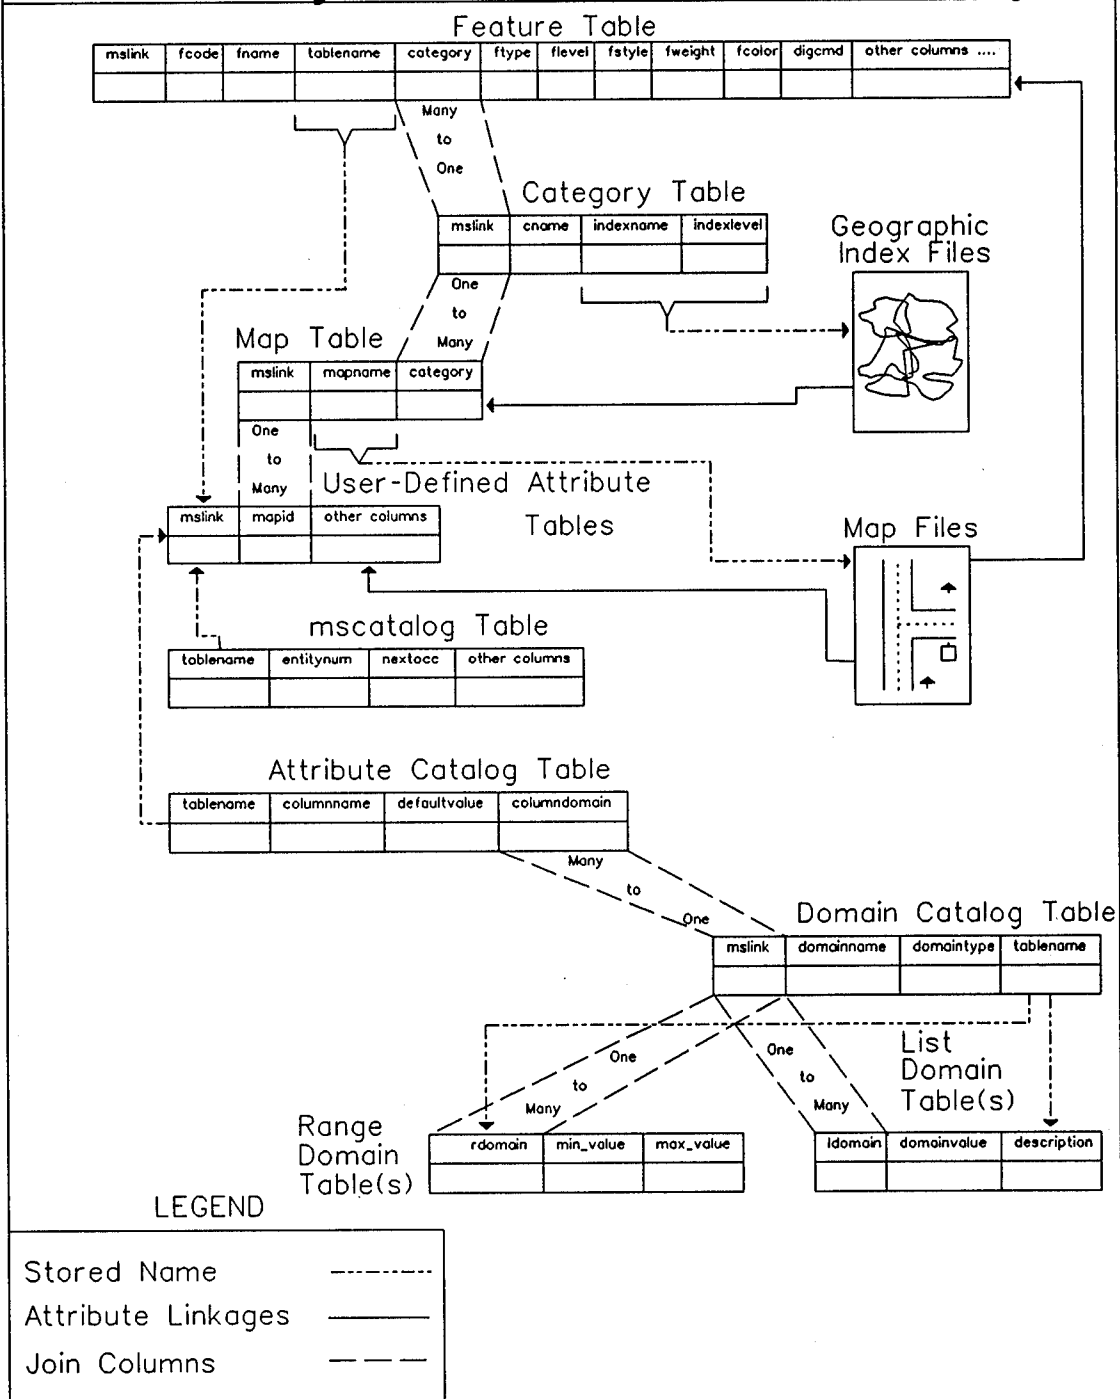 Feature Table
mslink fcode fname tablename category ftype flevel fstyle fweight fcolor digcmd other columns ....
Many
to
One
Category Table
mslink cname indexname indexlevel
Geographic
Index Files
One
to
Many
Map Table
mslink mapname category
One
to
Many
User-Defined Attribute
Tables
mslink mapid other columns
Map Files
mscatalog Table
tablename entitynum nextocc other columns
Attribute Catalog Table
tablename columnname defaultvalue columndomain
Many
to
One
Domain Catalog Table
mslink domainname domaintype tablename
One
to
Many
One
to
Many
List
Domain
Table(s)
Range
Domain
Table(s)
rdomain min_value max_value
ldomain domainvalue description
LEGEND
Stored Name
Attribute Linkages
Join Columns